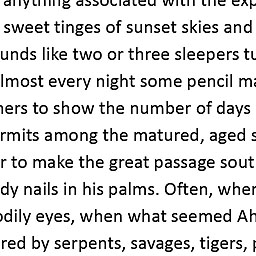 anything associated with the exp
sweet tinges of sunset skies and
unds like two or three sleepers tu
lmost every night some pencil ma
ners to show the number of days
rmits among the matured, aged s
r to make the great passage sout
dy nails in his palms. Often, when
odily eyes, when what seemed Ah
red by serpents, savages, tigers, p